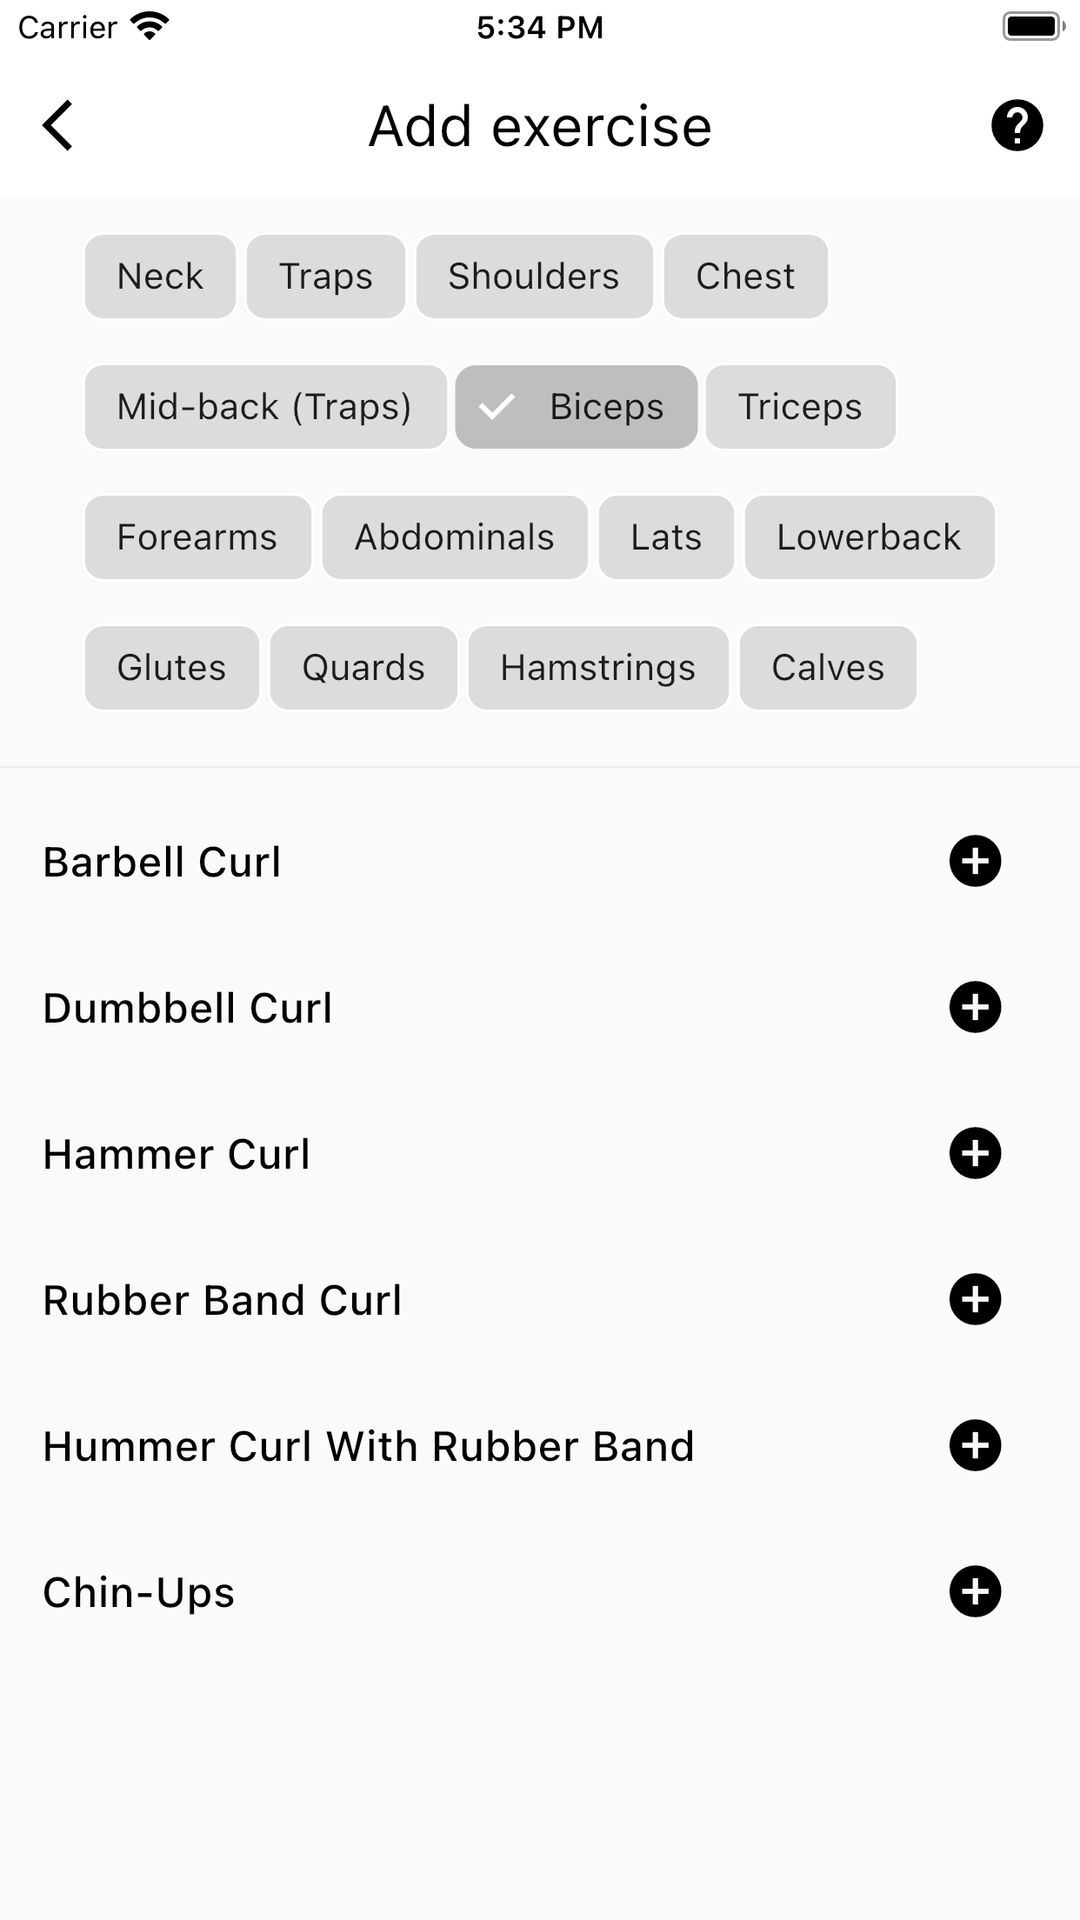 Carrier 5:34 PM
Add exercise
Neck Traps Shoulders Chest
Mid-back (Traps) Biceps Triceps
Forearms Abdominals Lats Lowerback
Glutes Quards Hamstrings Calves
Barbell Curl
Dumbbell Curl
Hammer Curl
Rubber Band Curl
Hummer Curl With Rubber Band
Chin-Ups